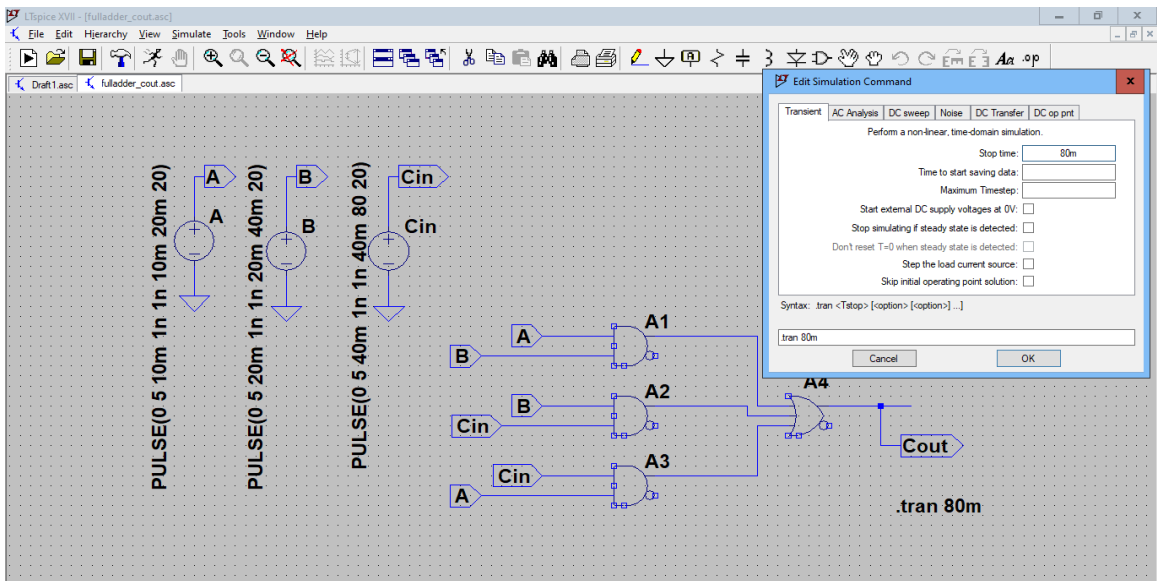 LTspice XVII - [fulladder_cout.asc]
File Edit Hierarchy View Simulate Tools Window Help
Aa .op
Draft1.asc fulladder_cout.asc
Edit Simulation Command
Transient AC Analysis DC sweep Noise DC Transfer DC op pnt
Perform a non-linear, time-domain simulation.
Stop time: 80m
Time to start saving data:
Maximum Timestep:
Start external DC supply voltages at 0V:
Stop simulating if steady state is detected:
Don't reset T=0 when steady state is detected:
Step the load current source:
Skip initial operating point solution:
Syntax: .tran <Tstop> [<option> [<option>] ...]
.tran 80m
Cancel OK
A
A
PULSE(0 5 10m 1n 1n 10m 20m 20)
B
B
PULSE(0 5 20m 1n 1n 20m 40m 20)
Cin
Cin
PULSE(0 5 40m 1n 1n 40m 80 20)
A
B
A1
B
Cin
A2
Cin
A
A3
A4
Cout
.tran 80m